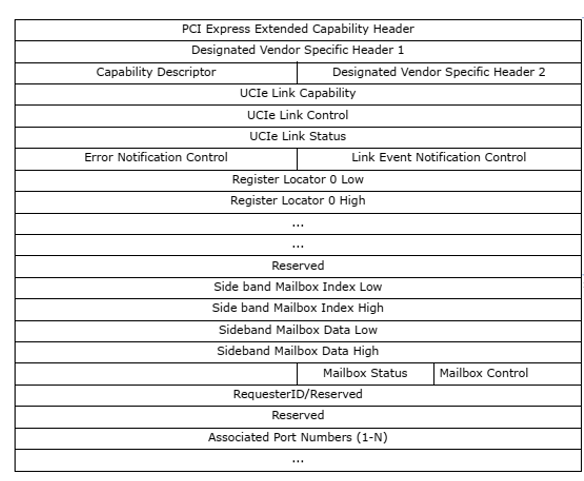 PCI Express Extended Capability Header
Designated Vendor Specific Header 1
Capability Descriptor Designated Vendor Specific Header 2
UCIe Link Capability
UCIe Link Control
UCIe Link Status
Error Notification Control Link Event Notification Control
Register Locator 0 Low
Register Locator 0 High
...
...
Reserved
Side band Mailbox Index Low
Side band Mailbox Index High
Sideband Mailbox Data Low
Sideband Mailbox Data High
Mailbox Status Mailbox Control
RequesterID/Reserved
Reserved
Associated Port Numbers (1-N)
...